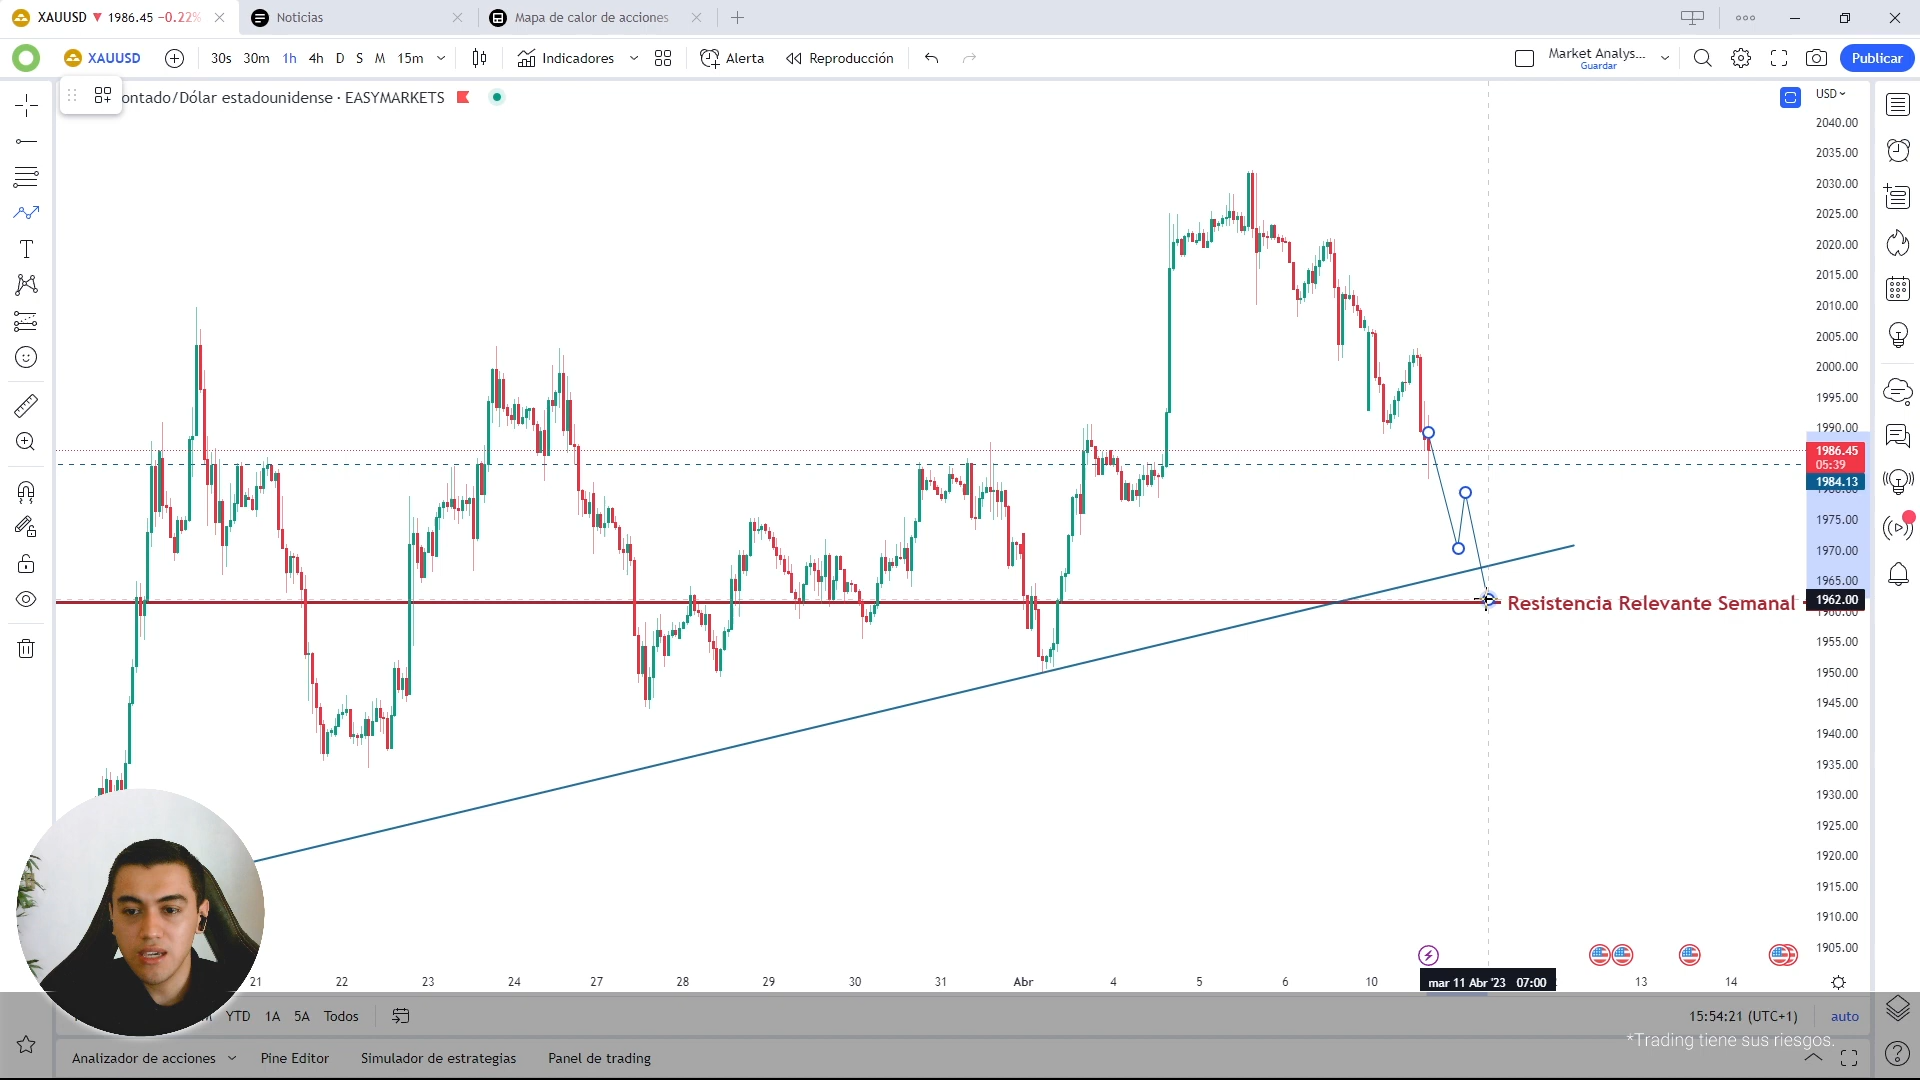 XAUUSD ▼ 1986.45 −0.22%
Noticias
Mapa de calor de acciones
XAUUSD
30s 30m 1h 4h D S M 15m
Indicadores
Alerta
Reproducción
Market Analys...
Guardar
Publicar
ontado/Dólar estadounidense · EASYMARKETS
USD
2040.00
2035.00
2030.00
2025.00
2020.00
2015.00
2010.00
2005.00
2000.00
1995.00
1990.00
1986.45
05:39
1984.13
1975.00
1970.00
1965.00
1962.00
Resistencia Relevante Semanal
1955.00
1950.00
1945.00
1940.00
1935.00
1930.00
1925.00
1920.00
1915.00
1910.00
1905.00
21 22 23 24 27 28 29 30 31 Abr 4 5 6 10 mar 11 Abr '23 07:00 13 14
YTD 1A 5A Todos
15:54:21 (UTC+1) auto
*Trading tiene sus riesgos.
Analizador de acciones Pine Editor Simulador de estrategias Panel de trading